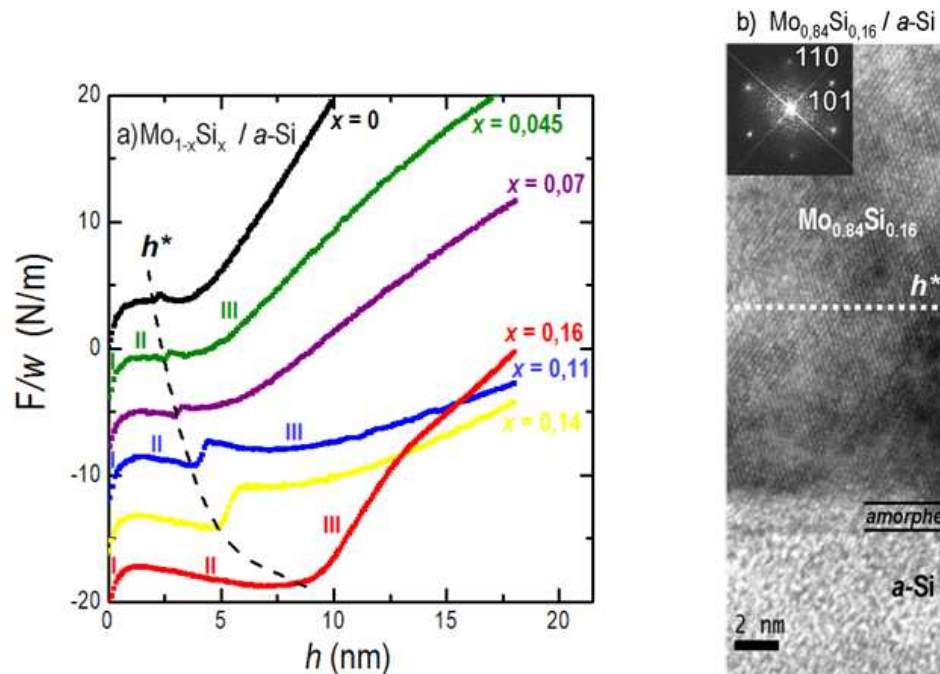 a)Mo1-xSix / a-Si
x = 0
x = 0,045
x = 0,07
x = 0,16
x = 0,11
x = 0,14
h*
III
II
I
II
III
I
I
II
III
F/w (N/m)
20
10
0
-10
-20
0
5
10
15
20
h (nm)
b) Mo0,84Si0,16 / a-Si
110
101
Mo0.84Si0.16
h*
amorphe
a-Si
2 nm